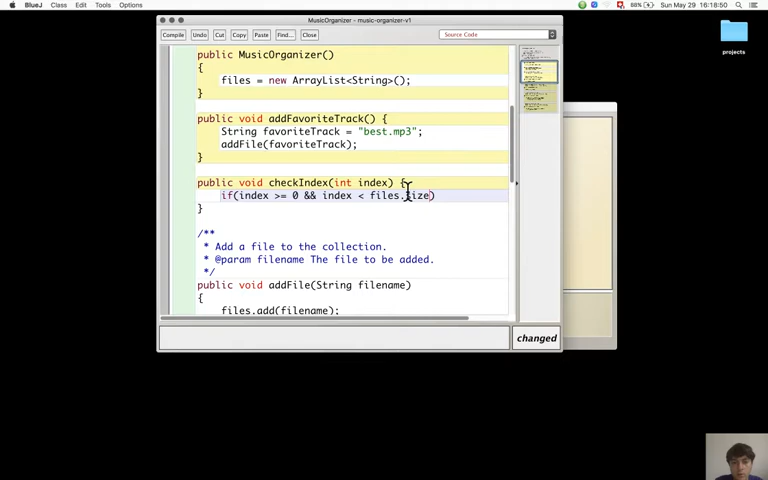 BlueJ Class Edit Tools Options 88% Sun May 29 16:18:50
MusicOrganizer - music-organizer-v1
Compile Undo Cut Copy Paste Find... Close Source Code
public MusicOrganizer()
{
files = new ArrayList<String>();
}
public void addFavoriteTrack() {
String favoriteTrack = "best.mp3";
addFile(favoriteTrack);
}
public void checkIndex(int index) {
if(index >= 0 && index < files.size)
}
/**
* Add a file to the collection.
* @param filename The file to be added.
*/
public void addFile(String filename)
{
files.add(filename);
changed
projects